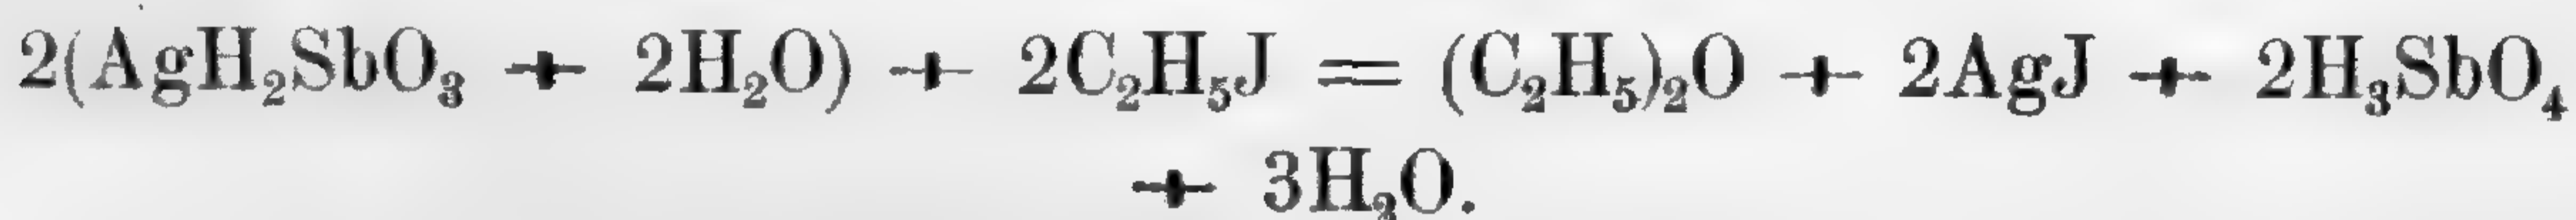 2(AgH₂SbO₃ + 2H₂O) + 2C₂H₅J = (C₂H₅)₂O + 2AgJ + 2H₃SbO₄
+ 3H₂O.